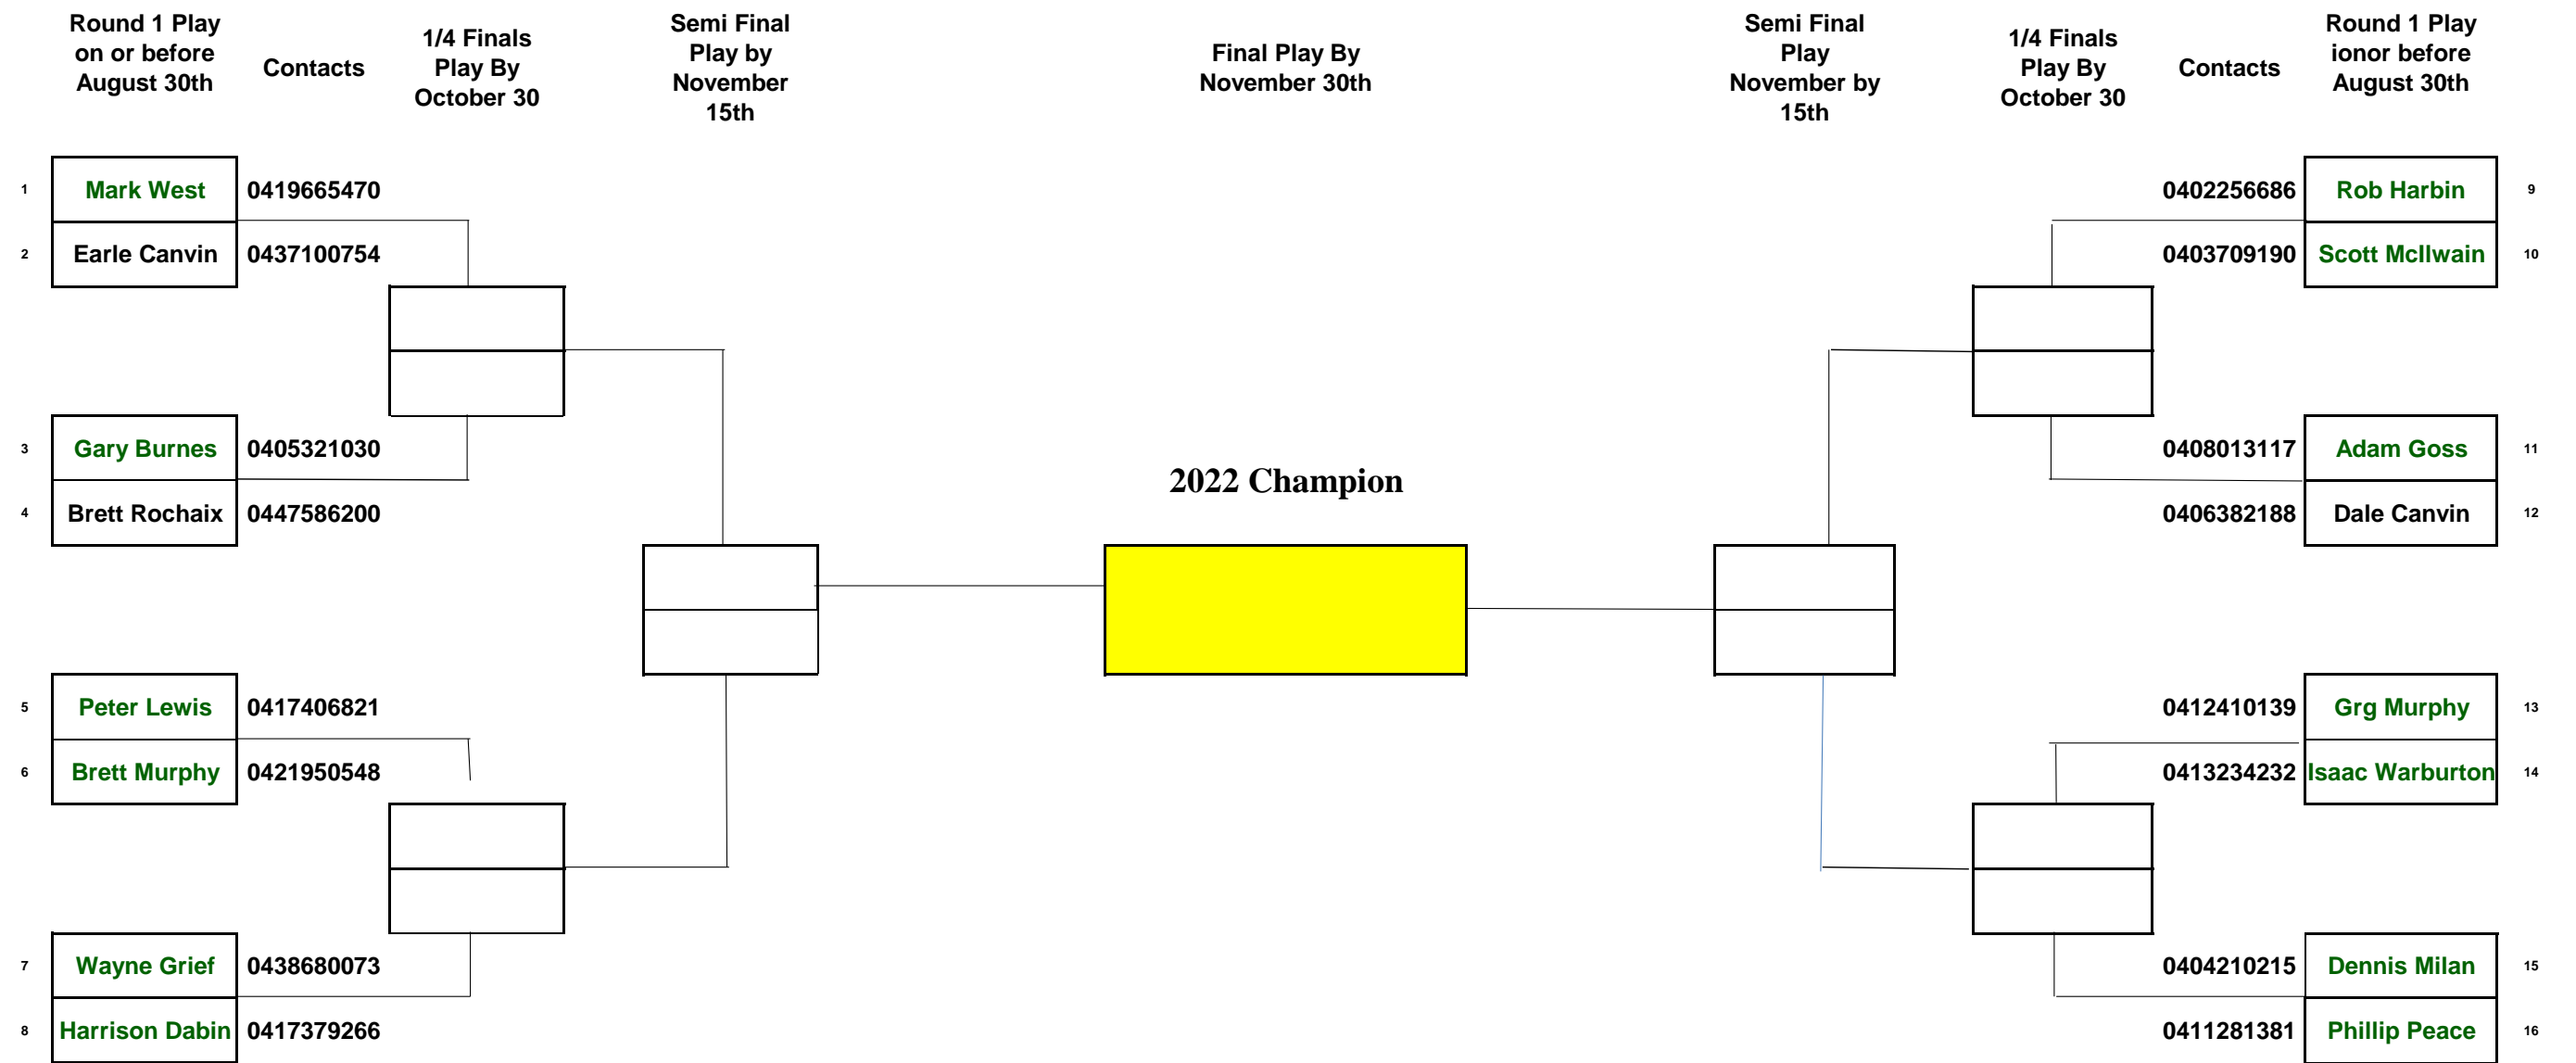 Round 1 Play
on or before
August 30th
Contacts
1/4 Finals
Play By
October 30
Semi Final
Play by
November
15th
Final Play By
November 30th
Semi Final
Play
November by
15th
1/4 Finals
Play By
October 30
Contacts
Round 1 Play
ionor before
August 30th
1 Mark West 0419665470
0402256686 Rob Harbin 9
2 Earle Canvin 0437100754
0403709190 Scott McIlwain 10
3 Gary Burnes 0405321030
0408013117 Adam Goss 11
2022 Champion
4 Brett Rochaix 0447586200
0406382188 Dale Canvin 12
5 Peter Lewis 0417406821
0412410139 Grg Murphy 13
6 Brett Murphy 0421950548
0413234232 Isaac Warburton 14
7 Wayne Grief 0438680073
0404210215 Dennis Milan 15
8 Harrison Dabin 0417379266
0411281381 Phillip Peace 16